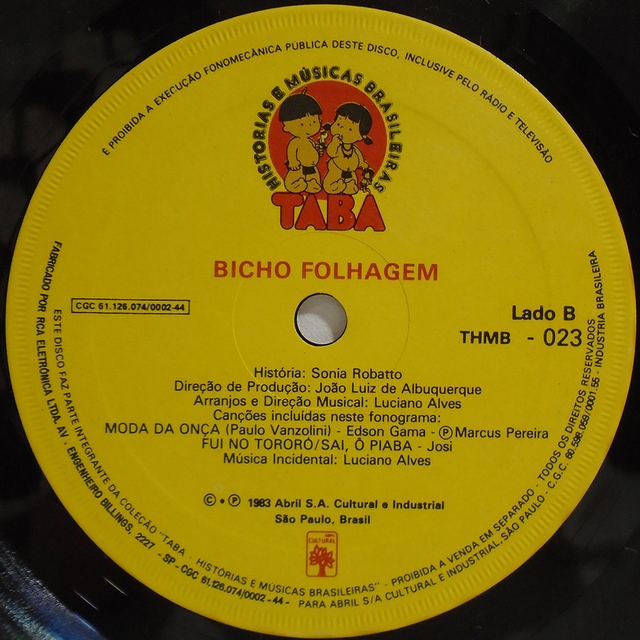 É PROIBIDA A EXECUÇÃO FONOMECÂNICA PÚBLICA DESTE DISCO, INCLUSIVE PELO RÁDIO E TELEVISÃO
HISTORIAS E MÚSICAS BRASILEIRAS
TABA
BICHO FOLHAGEM
CGC 61.126.074/0002-44
Lado B
THMB - 023
História: Sonia Robatto
Direção de Produção: João Luiz de Albuquerque
Arranjos e Direção Musical: Luciano Alves
Canções incluídas neste fonograma:
MODA DA ONÇA (Paulo Vanzolini) - Edson Gama - Ⓟ Marcus Pereira
FUI NO TORORÓ/SAI, Ô PIABA - Josi
Música Incidental: Luciano Alves
© • Ⓟ 1983 Abril S.A. Cultural e Industrial
São Paulo, Brasil
CULTURAL
FABRICADO POR RCA ELETRÔNICA LTDA. AV - ENGENHEIRO BILLINGS, 2227 - SP - CGC 61.126.074/0002-44 - PARA ABRIL S/A CULTURAL E INDUSTRIAL, SÃO PAULO - C.G.C. 60.598.059/0001.55 - INDÚSTRIA BRASILEIRA
ESTE DISCO FAZ PARTE INTEGRANTE DA COLEÇÃO "TABA - HISTÓRIAS E MÚSICAS BRASILEIRAS" - PROIBIDA A VENDA EM SEPARADO - TODOS OS DIREITOS RESERVADOS